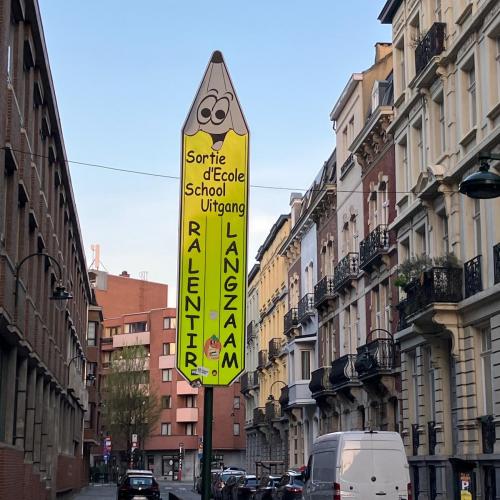 Sortie
d'Ecole
School
Uitgang
RALENTIR
LANGZAAM